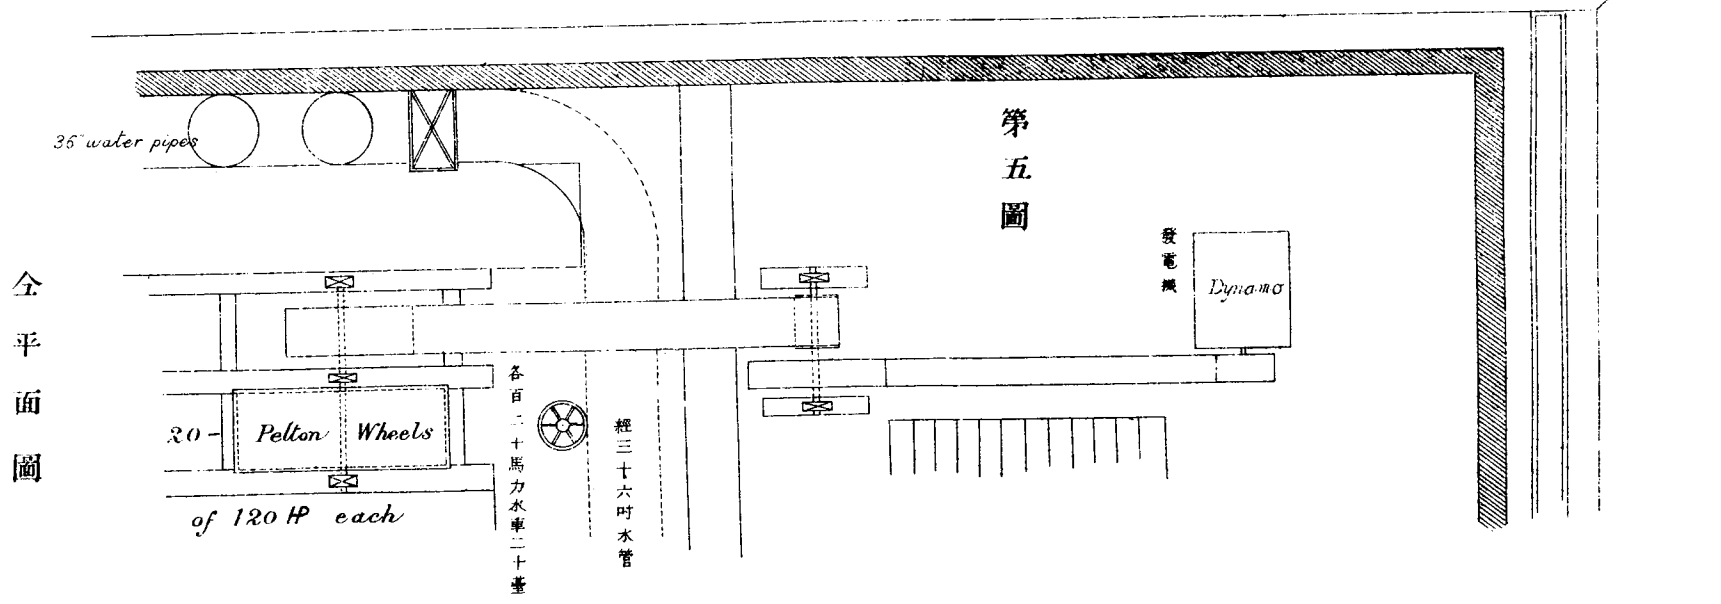 第五圖
仝平面圖
36" water pipes
發電機
Dynamo
20- Pelton Wheels
of 120 HP each
各百二十馬力水車二十臺
經三十六吋水管